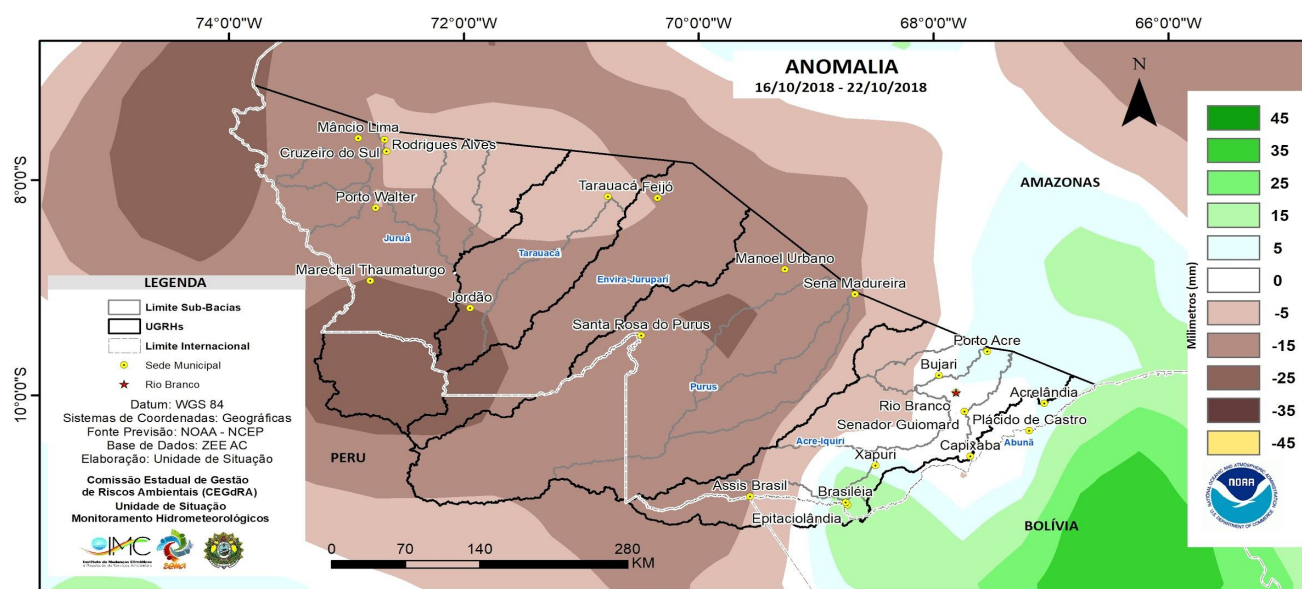 74°0'0"W
72°0'0"W
70°0'0"W
68°0'0"W
66°0'0"W
ANOMALIA
16/10/2018 - 22/10/2018
N
8°0'0"S
10°0'0"S
Mâncio Lima
Cruzeiro do Sul
Rodrigues Alves
Porto Walter
Juruá
Marechal Thaumaturgo
Jordão
Tarauacá
Feijó
Tarauacá
Envira-Jurupari
Santa Rosa do Purus
Manoel Urbano
Sena Madureira
Purus
Porto Acre
Bujari
Rio Branco
Senador Guiomard
Acrelândia
Plácido de Castro
Acre-Iquiri
Abunã
Xapuri
Capixaba
Assis Brasil
Brasiléia
Epitaciolândia
AMAZONAS
PERU
BOLÍVIA
LEGENDA
Limite Sub-Bacias
UGRHs
Limite Internacional
Sede Municipal
Rio Branco
Datum: WGS 84
Sistemas de Coordenadas: Geográficas
Fonte Previsão: NOAA - NCEP
Base de Dados: ZEE AC
Elaboração: Unidade de Situação
Comissão Estadual de Gestão
de Riscos Ambientais (CEGdRA)
Unidade de Situação
Monitoramento Hidrometeorológicos
IMC
sema
0
70
140
280
KM
Milimetros (mm)
45
35
25
15
5
0
-5
-15
-25
-35
-45
NOAA